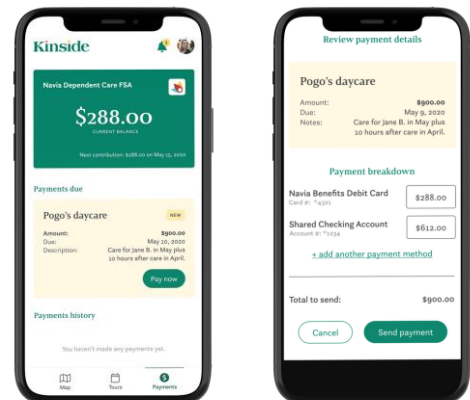 Kinside
Navia Dependent Care FSA
$288.00
CURRENT BALANCE
Next contribution: $288 on May 15, 2020
Payments due
Pogo's daycare
NEW
Amount: $900.00
Due: May 10, 2020
Description: Care for Jane B. in May plus
10 hours after care in April.
Pay now
Payments history
You haven't made any payments yet.
Map
Tours
Payments
Review payment details
Pogo's daycare
Amount: $900.00
Due: May 9, 2020
Notes: Care for Jane B. in May plus
10 hours after care in April.
Payment breakdown
Navia Benefits Debit Card
Card #: *4321
$288.00
Shared Checking Account
Account #: *1234
$612.00
+ add another payment method
Total to send: $900.00
Cancel
Send payment